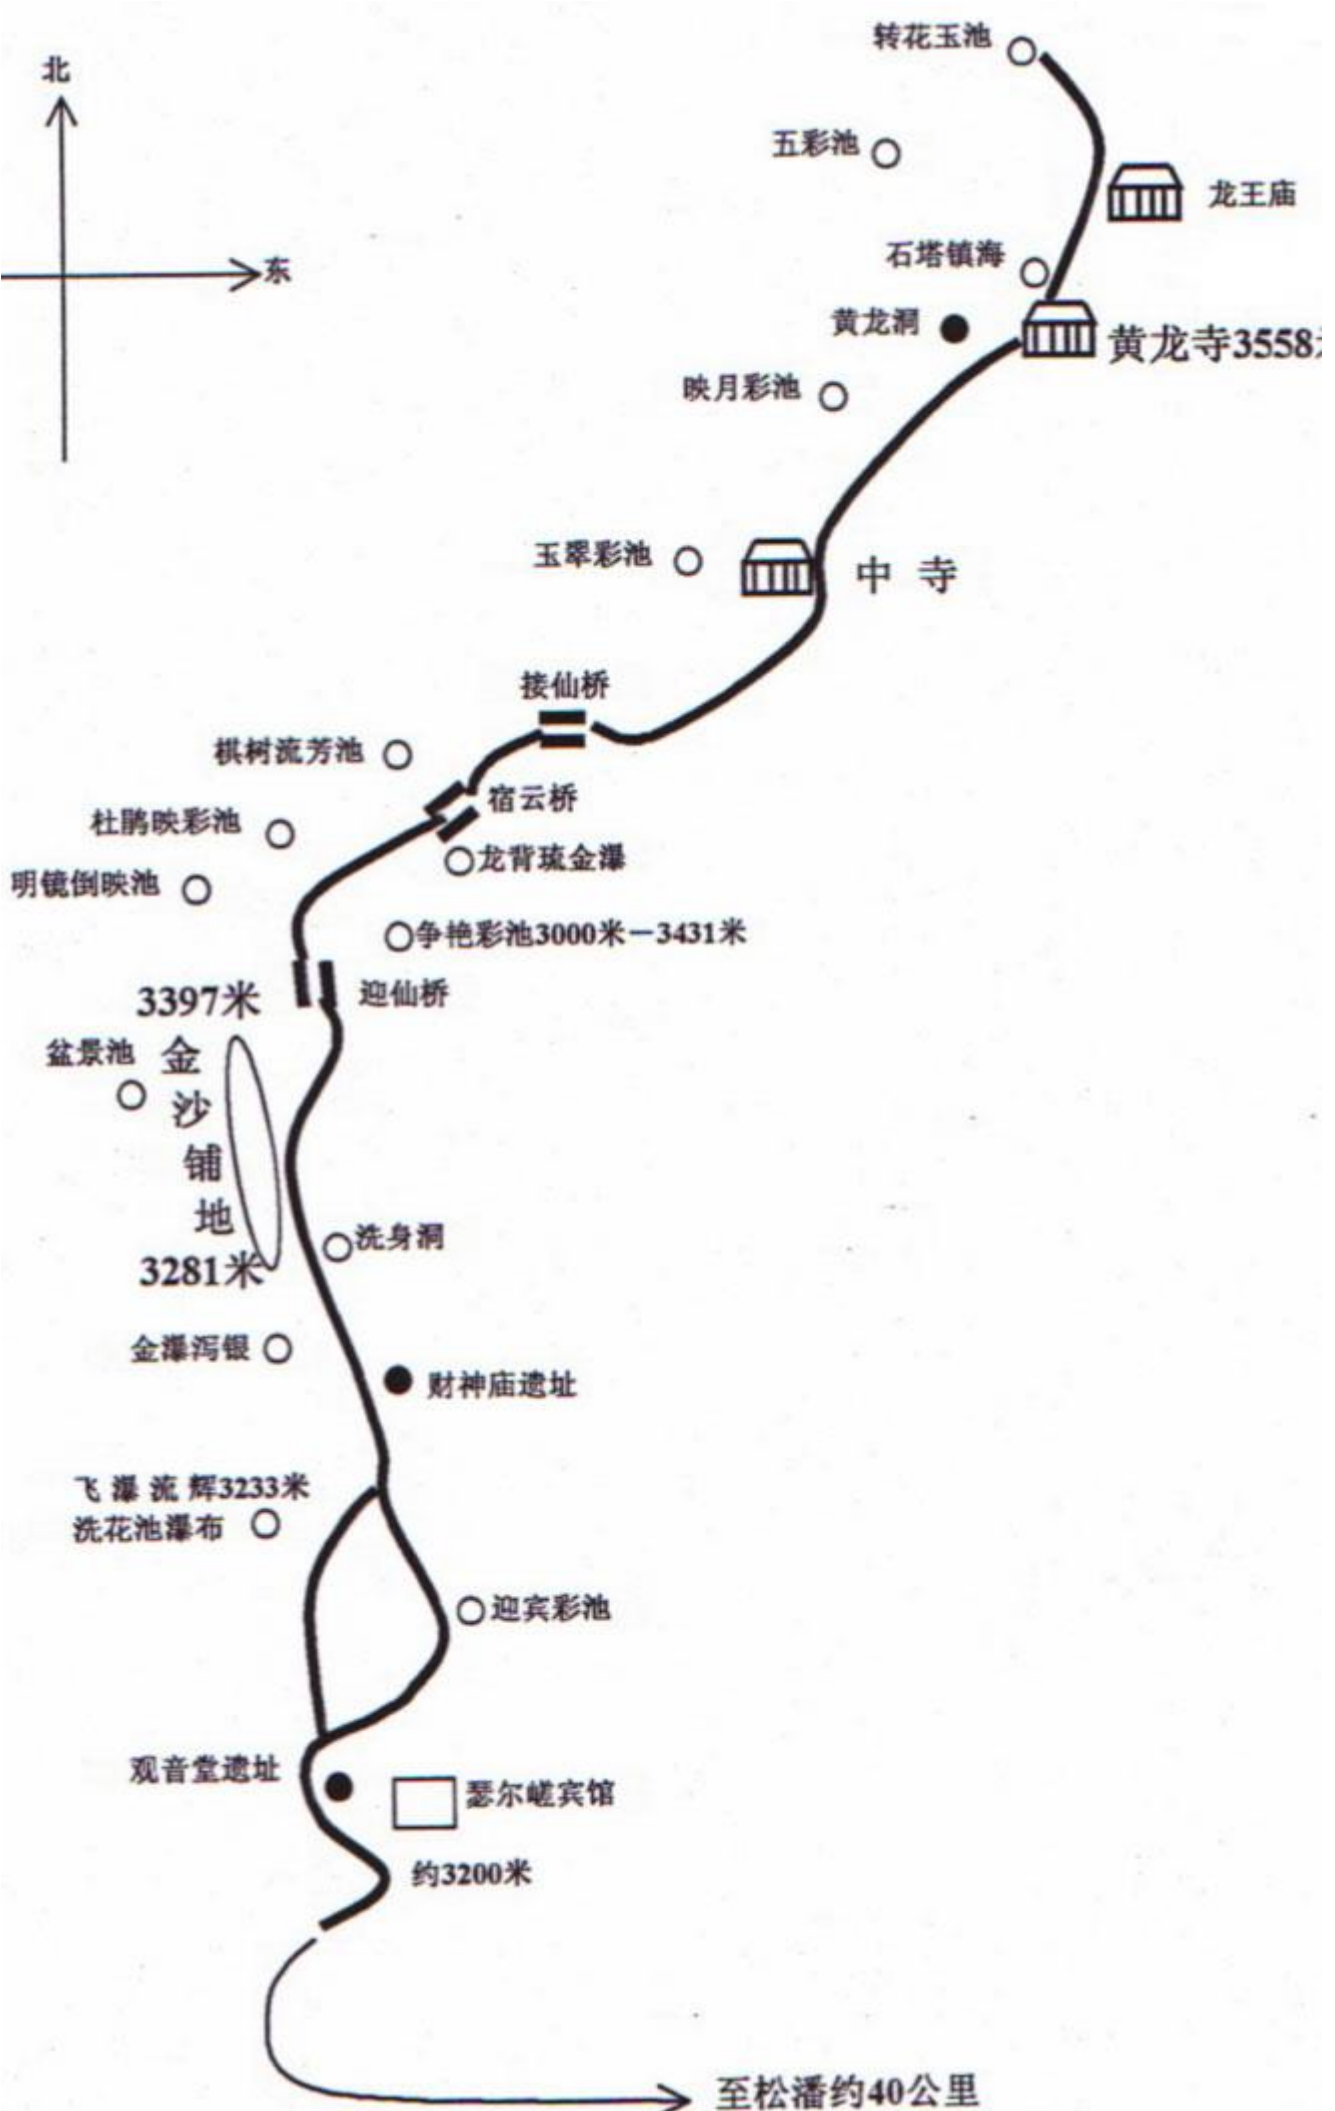 转花玉池
北
五彩池
龙王庙
石塔镇海
东
黄龙洞
黄龙寺3558
映月彩池
玉翠彩池
中 寺
接仙桥
棋树流芳池
宿云桥
杜鹃映彩池
龙背琉金瀑
明镜倒映池
争艳彩池3000米－3431米
迎仙桥
3397米
盆景池
金沙铺地
洗身洞
3281米
金瀑泻银
财神庙遗址
飞 瀑 流 辉3233米
洗花池瀑布
迎宾彩池
观音堂遗址
瑟尔嵯宾馆
约3200米
至松潘约40公里